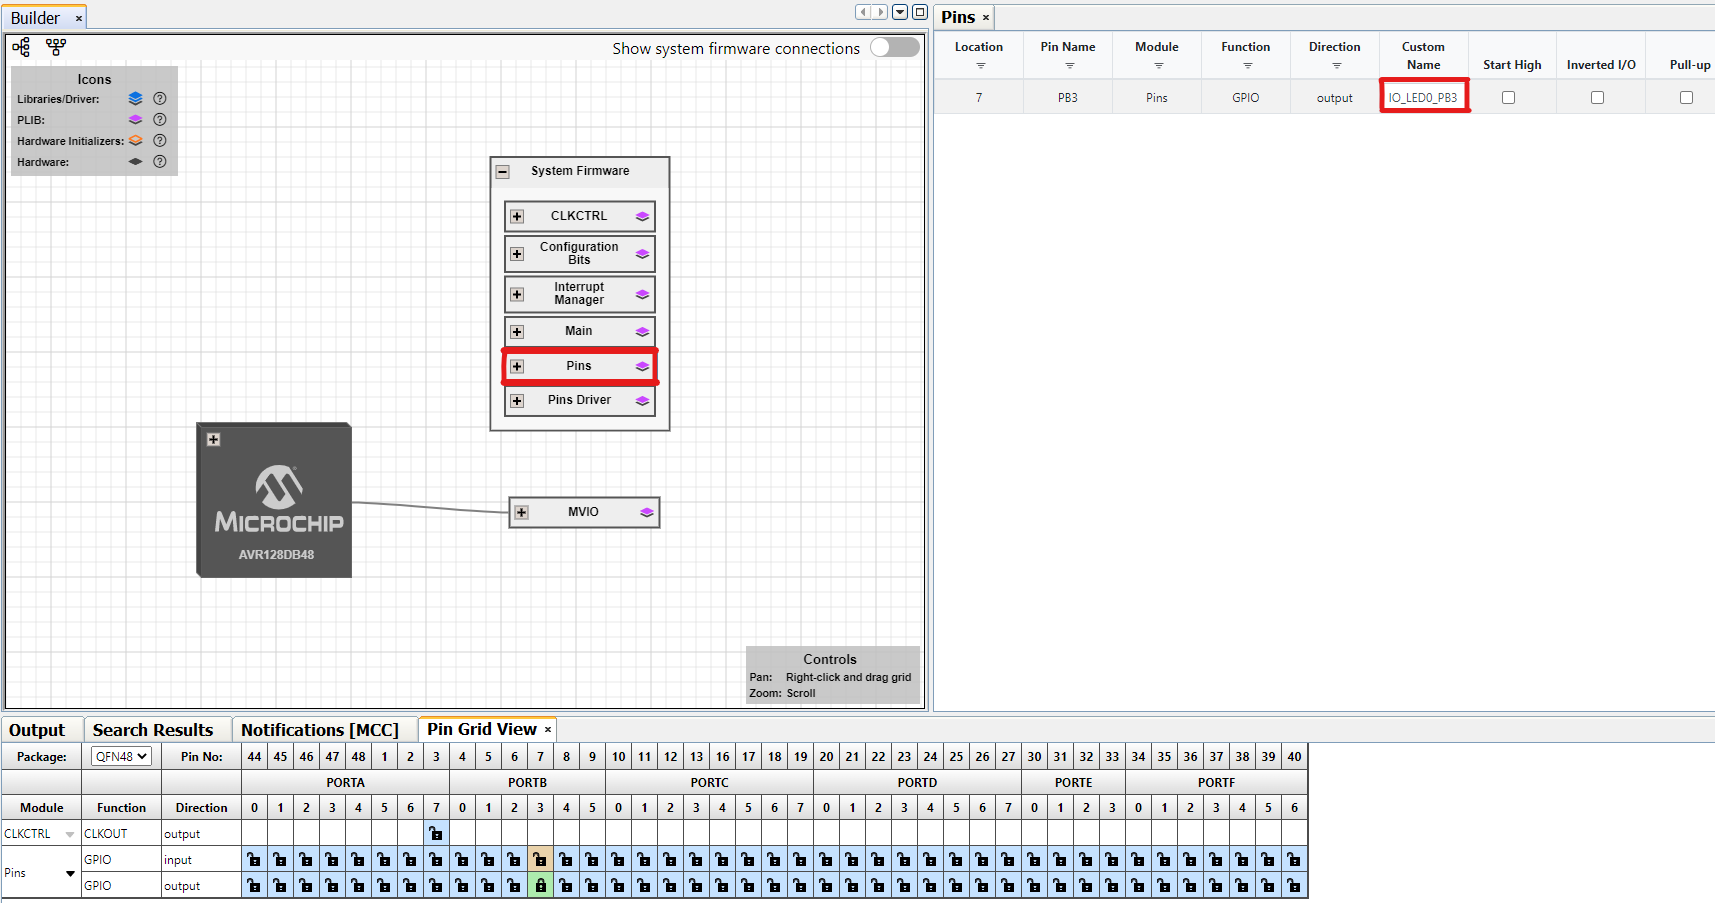 Builder ×
Show system firmware connections
Icons
Libraries/Driver: ?
PLIB: ?
Hardware Initializers: ?
Hardware: ?
System Firmware
CLKCTRL
Configuration
Bits
Interrupt
Manager
Main
Pins
Pins Driver
MICROCHIP
AVR128DB48
MVIO
Controls
Pan: Right-click and drag grid
Zoom: Scroll
Pins ×
Location Pin Name Module Function Direction Custom Name Start High Inverted I/O Pull-up
7 PB3 Pins GPIO output IO_LED0_PB3
Output Search Results Notifications [MCC] Pin Grid View ×
Package: QFN48 Pin No: 44 45 46 47 48 1 2 3 4 5 6 7 8 9 10 11 12 13 16 17 18 19 20 21 22 23 24 25 26 27 30 31 32 33 34 35 36 37 38 39 40
PORTA PORTB PORTC PORTD PORTE PORTF
Module Function Direction 0 1 2 3 4 5 6 7 0 1 2 3 4 5 0 1 2 3 4 5 6 7 0 1 2 3 4 5 6 7 0 1 2 3 0 1 2 3 4 5 6
CLKCTRL CLKOUT output
Pins GPIO input
GPIO output